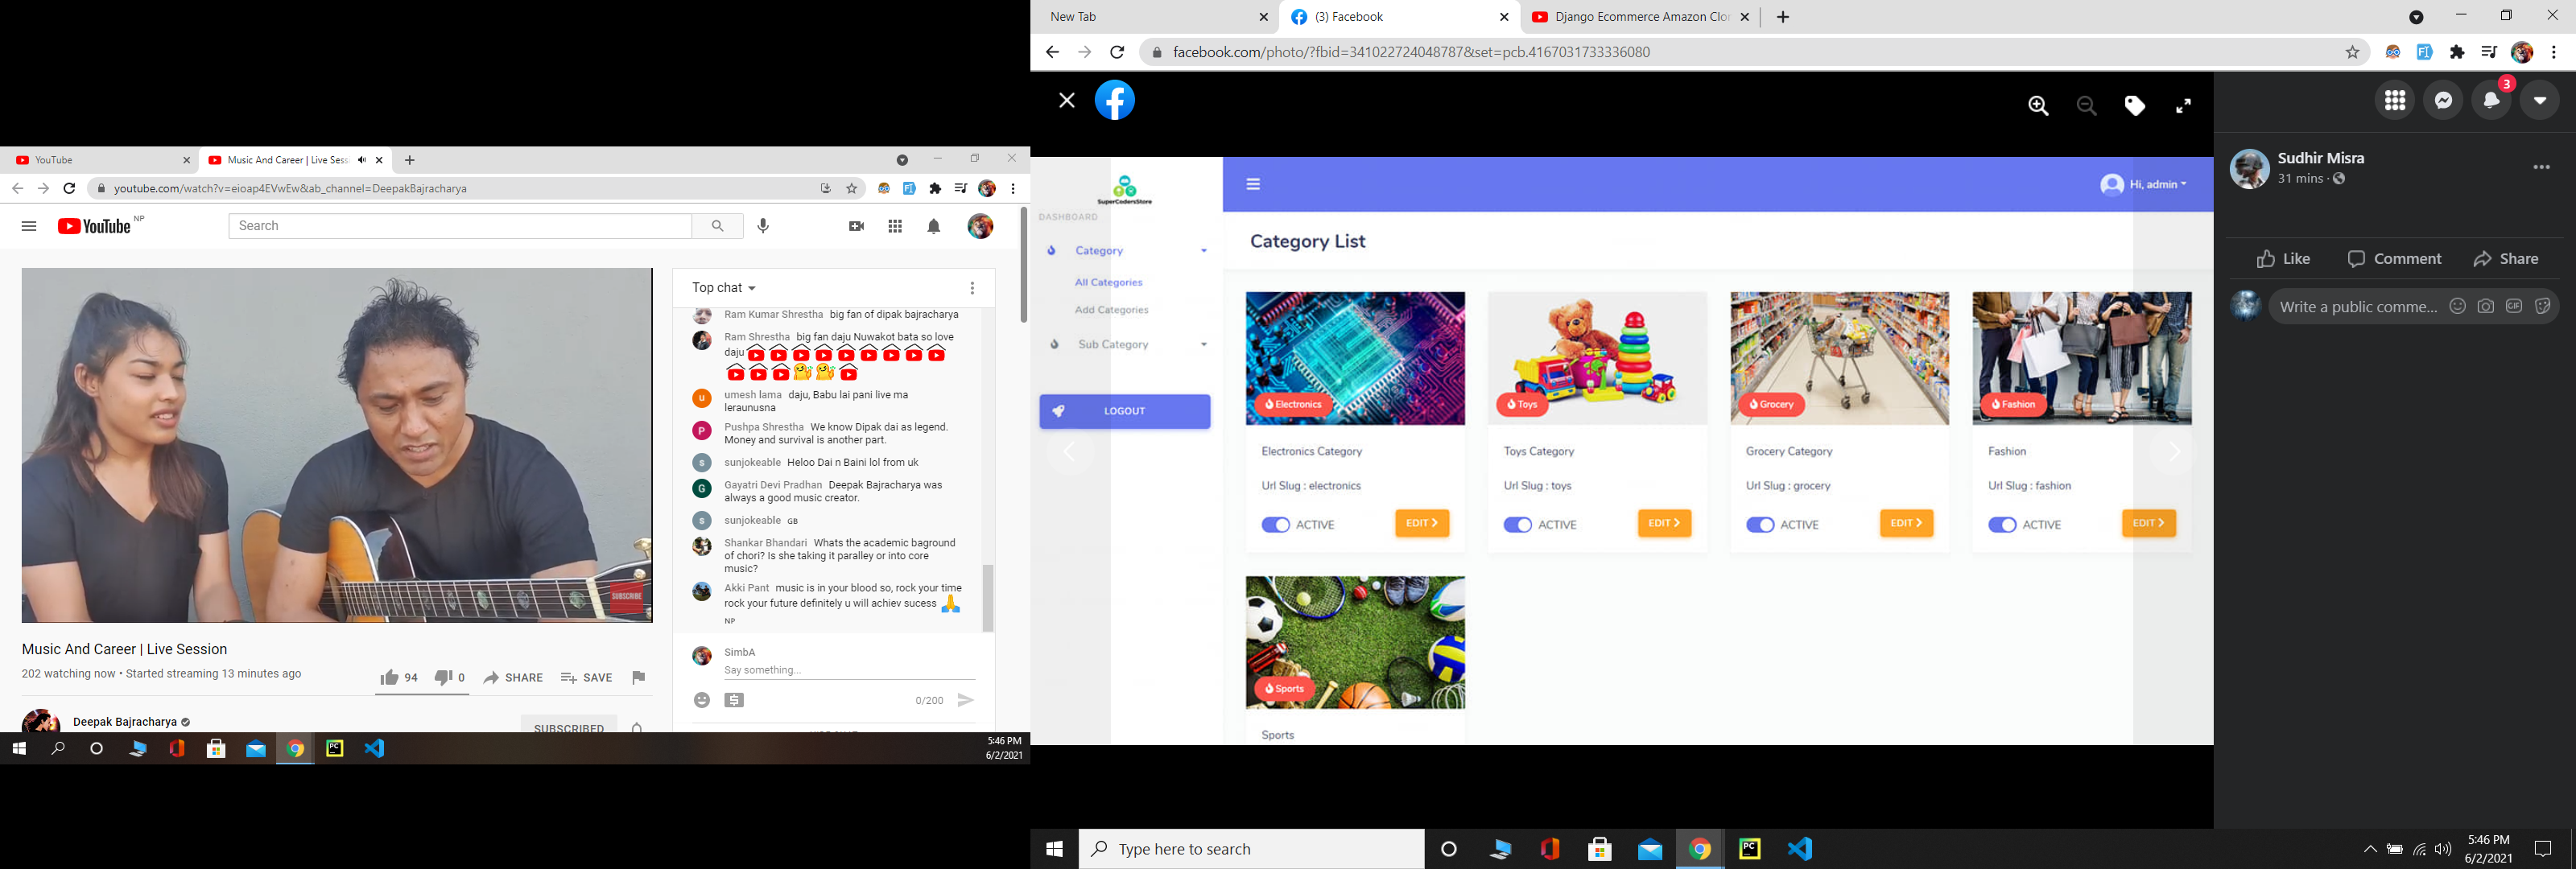 YouTube
Music And Career | Live Sess
youtube.com/watch?v=eioap4EVwEw&ab_channel=DeepakBajracharya
YouTube NP
Search
SUBSCRIBE
Top chat
Ram Kumar Shrestha big fan of dipak bajracharya
Ram Shrestha big fan daju Nuwakot bata so love
daju
umesh lama daju, Babu lai pani live ma
leraunusna
Pushpa Shrestha We know Dipak dai as legend.
Money and survival is another part.
sunjokeable Heloo Dai n Baini lol from uk
Gayatri Devi Pradhan Deepak Bajracharya was
always a good music creator.
sunjokeable GB
Shankar Bhandari Whats the academic baground
of chori? Is she taking it paralley or into core
music?
Akki Pant music is in your blood so, rock your time
rock your future definitely u will achiev sucess 🙏
NP
SimbA
Say something...
0/200
Music And Career | Live Session
202 watching now • Started streaming 13 minutes ago
94
0
SHARE
SAVE
Deepak Bajracharya
SUBSCRIBED
5:46 PM
6/2/2021
New Tab
(3) Facebook
Django Ecommerce Amazon Clon
facebook.com/photo/?fbid=341022724048787&set=pcb.4167031733336080
SuperCodersStore
DASHBOARD
Category
All Categories
Add Categories
Sub Category
LOGOUT
Hi, admin
Category List
Electronics
Toys
Grocery
Fashion
Electronics Category
Toys Category
Grocery Category
Fashion
Url Slug : electronics
Url Slug : toys
Url Slug : grocery
Url Slug : fashion
ACTIVE
EDIT
ACTIVE
EDIT
ACTIVE
EDIT
ACTIVE
EDIT
Sports
Sports
3
Sudhir Misra
31 mins ·
Like
Comment
Share
Write a public comme...
Type here to search
5:46 PM
6/2/2021